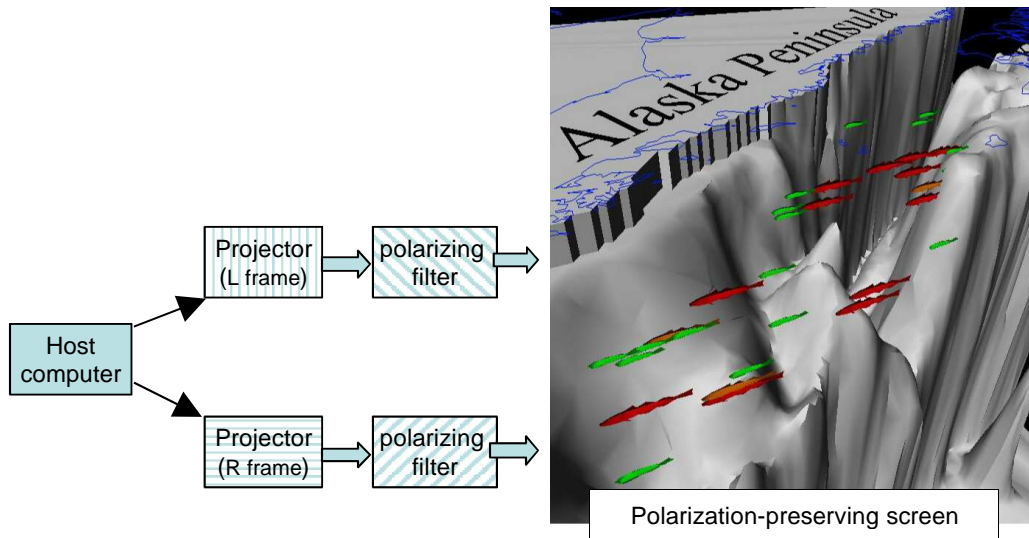 Alaska Peninsula
Projector
(L frame)
polarizing
filter
Host
computer
Projector
(R frame)
polarizing
filter
Polarization-preserving screen